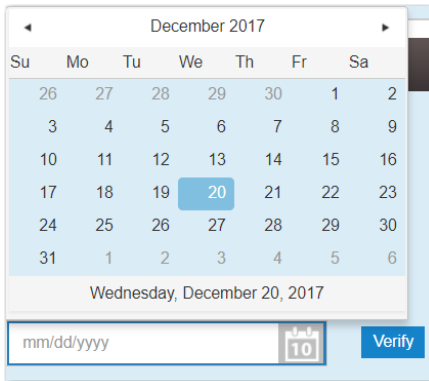 December 2017
Su Mo Tu We Th Fr Sa
26 27 28 29 30 1 2
3 4 5 6 7 8 9
10 11 12 13 14 15 16
17 18 19 20 21 22 23
24 25 26 27 28 29 30
31 1 2 3 4 5 6
Wednesday, December 20, 2017
mm/dd/yyyy 10 Verify